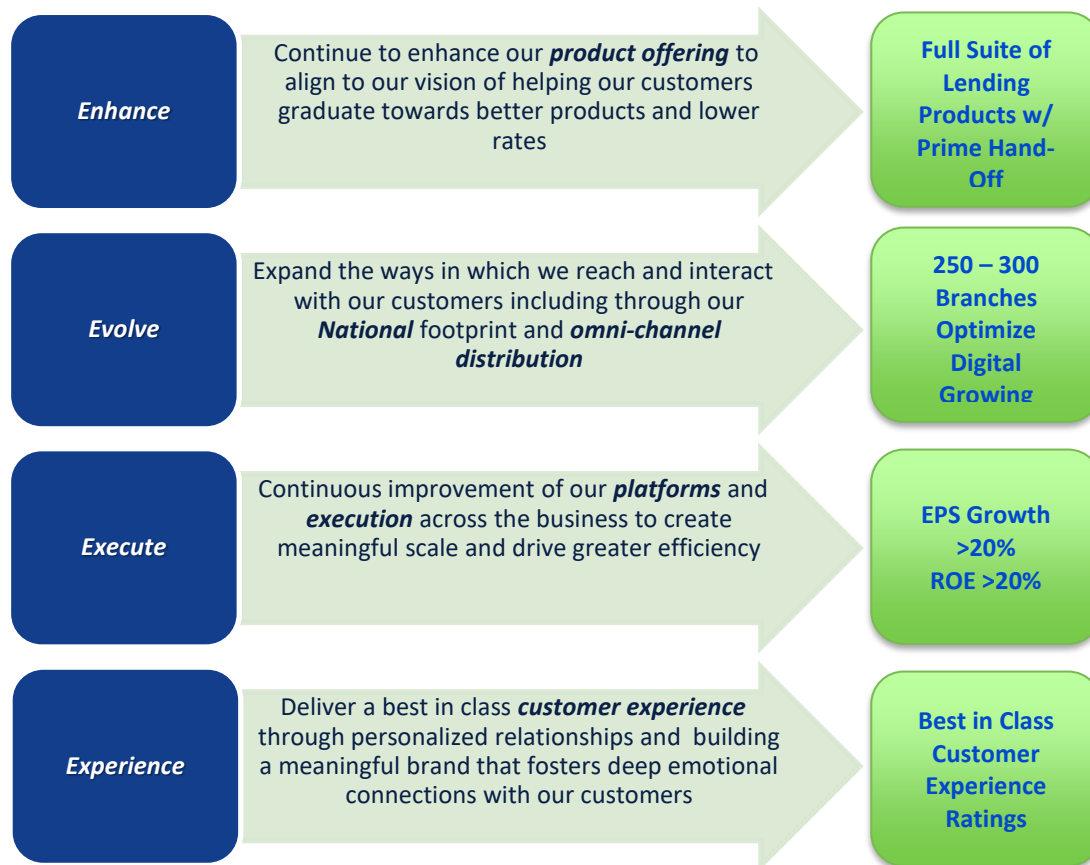 Enhance
Continue to enhance our product offering to
align to our vision of helping our customers
graduate towards better products and lower
rates
Full Suite of
Lending
Products w/
Prime Hand-
Off
Evolve
Expand the ways in which we reach and interact
with our customers including through our
National footprint and omni-channel
distribution
250 – 300
Branches
Optimize
Digital
Growing
Execute
Continuous improvement of our platforms and
execution across the business to create
meaningful scale and drive greater efficiency
EPS Growth
>20%
ROE >20%
Experience
Deliver a best in class customer experience
through personalized relationships and  building
a meaningful brand that fosters deep emotional
connections with our customers
Best in Class
Customer
Experience
Ratings